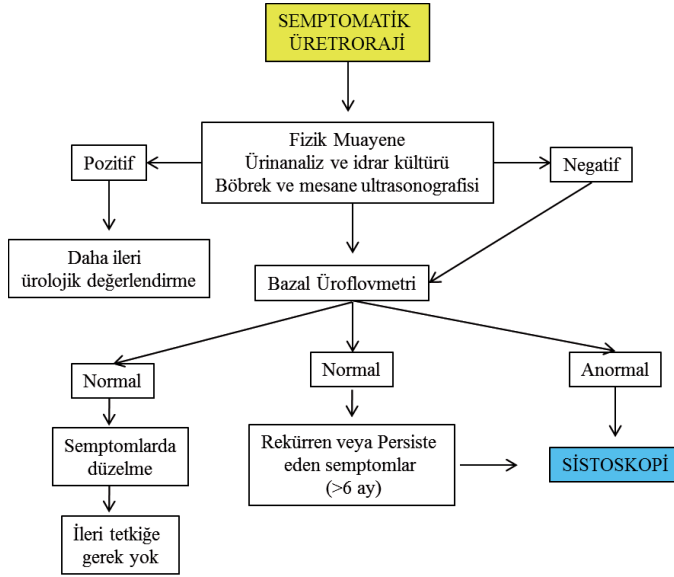 SEMPTOMATİK
ÜRETRORAJİ
Fizik Muayene
Ürinanaliz ve idrar kültürü
Böbrek ve mesane ultrasonografisi
Pozitif
Negatif
Daha ileri
ürolojik değerlendirme
Bazal Üroflovmetri
Normal
Normal
Anormal
Semptomlarda
düzelme
Rekürren veya Persiste
eden semptomlar
(>6 ay)
SİSTOSKOPİ
İleri tetkiğe
gerek yok